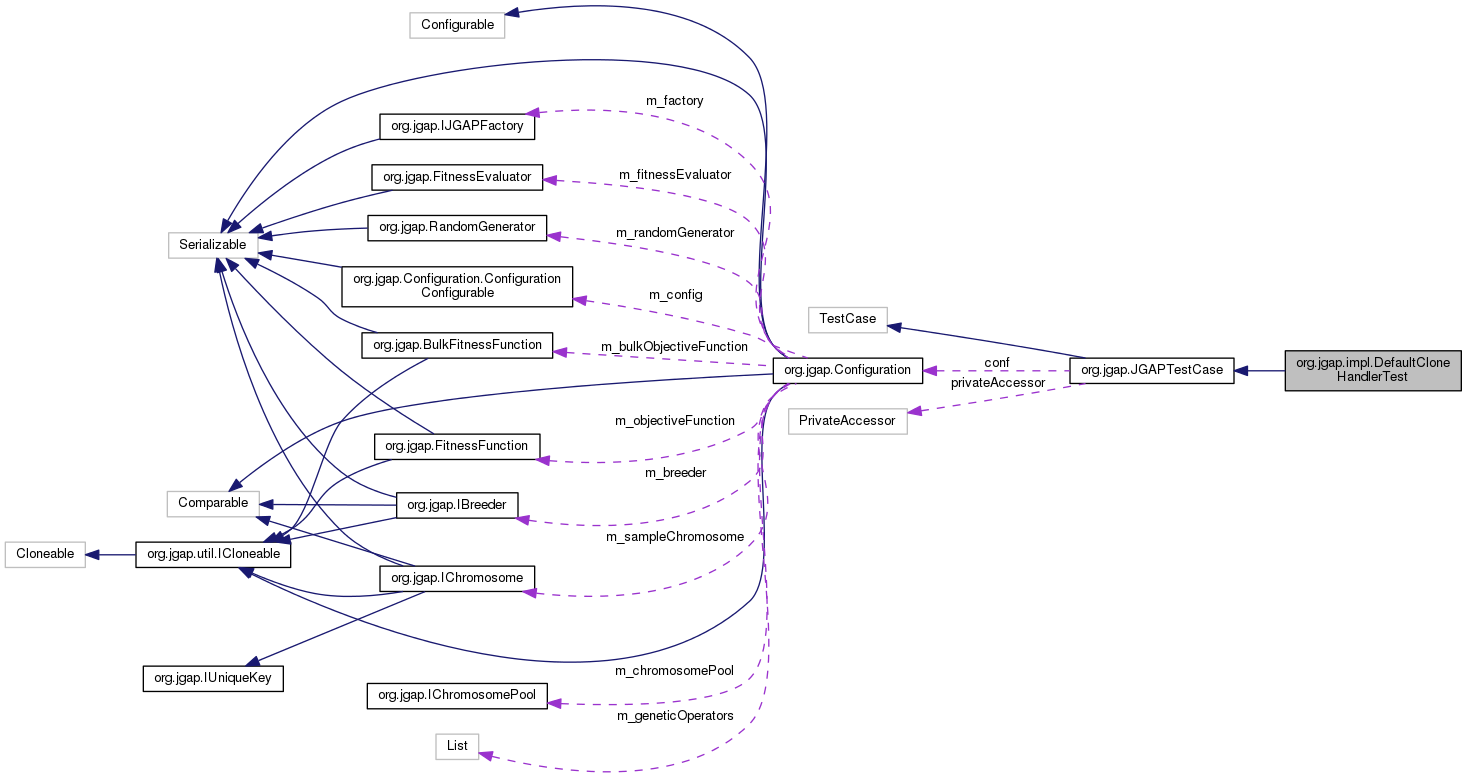 Configurable
m_factory
org.jgap.IJGAPFactory
org.jgap.FitnessEvaluator
m_fitnessEvaluator
org.jgap.RandomGenerator
m_randomGenerator
Serializable
org.jgap.Configuration.Configuration
Configurable
m_config
TestCase
org.jgap.BulkFitnessFunction
m_bulkObjectiveFunction
org.jgap.Configuration
conf
privateAccessor
org.jgap.JGAPTestCase
org.jgap.impl.DefaultClone
HandlerTest
PrivateAccessor
m_objectiveFunction
org.jgap.FitnessFunction
m_breeder
Comparable
org.jgap.IBreeder
m_sampleChromosome
Cloneable
org.jgap.util.ICloneable
org.jgap.IChromosome
org.jgap.IUniqueKey
m_chromosomePool
org.jgap.IChromosomePool
m_geneticOperators
List